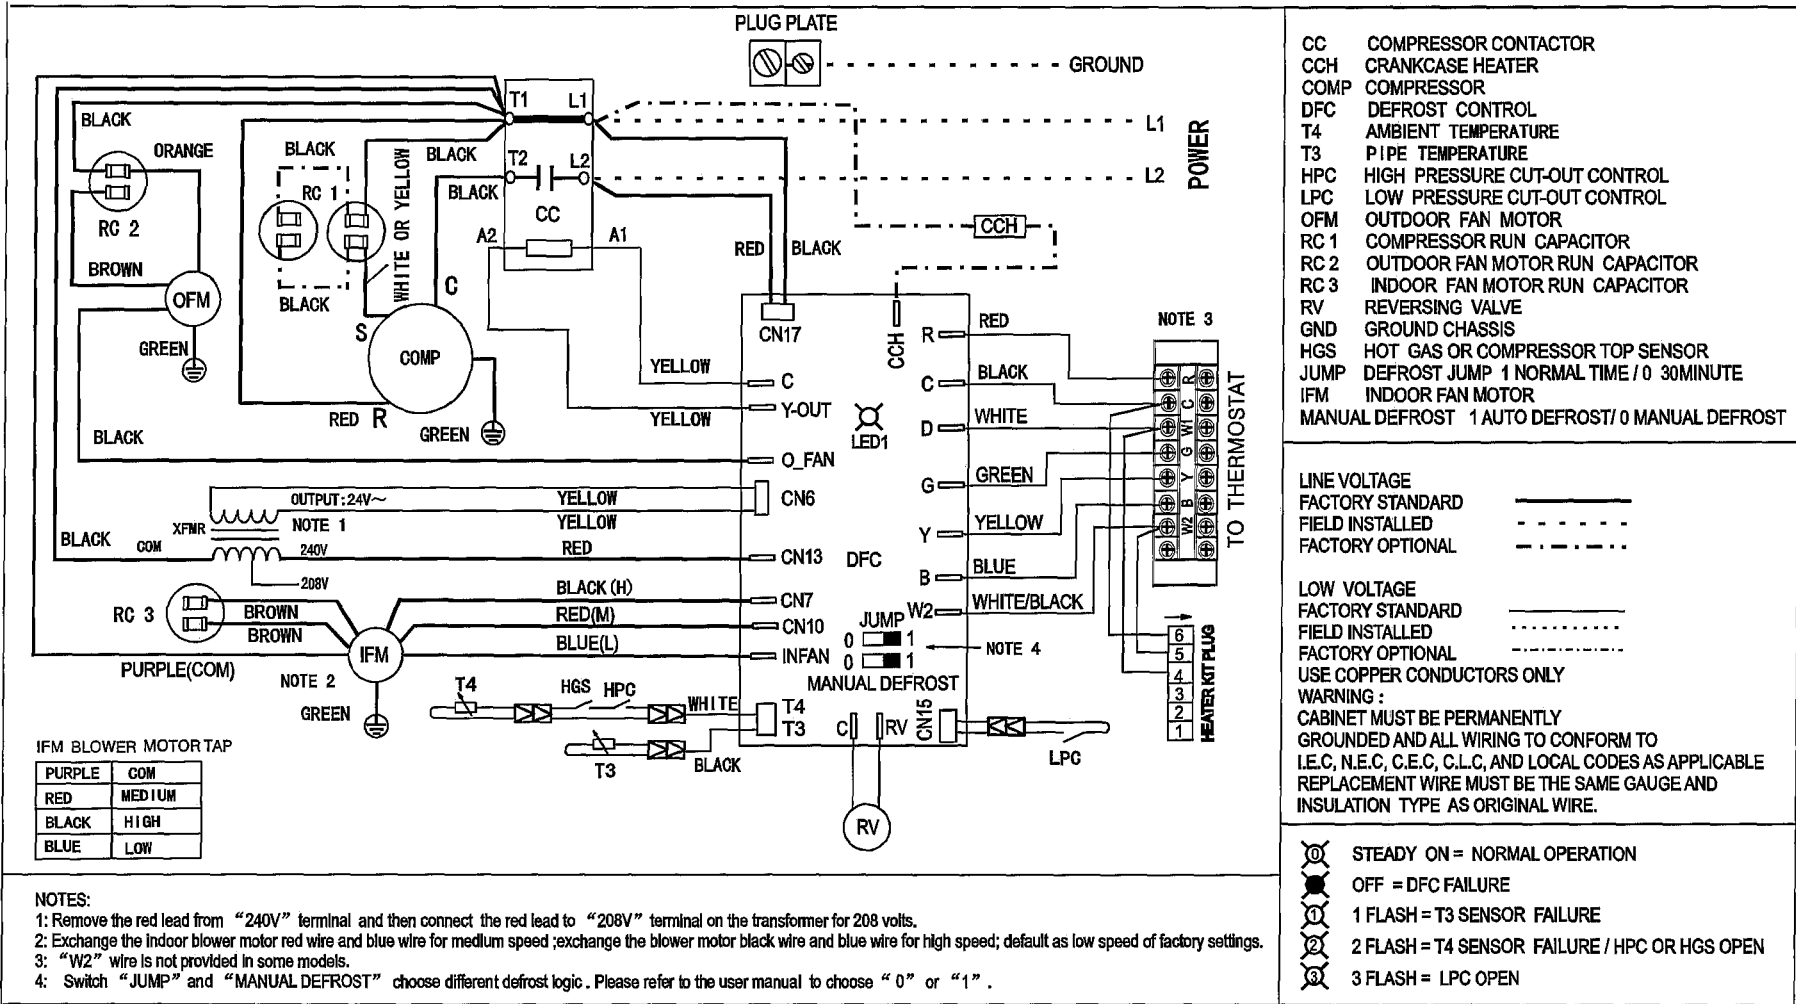 PLUG PLATE
GROUND
T1
L1
L1
T2
L2
L2
POWER
CC
A2
A1
BLACK
ORANGE
RC 2
BROWN
OFM
GREEN
BLACK
RC 1
BLACK
WHITE OR YELLOW
BLACK
BLACK
C
S
COMP
RED R
GREEN
RED
BLACK
CCH
CN17
CCH
YELLOW
C
YELLOW
Y-OUT
LED1
BLACK
O_FAN
OUTPUT:24V~
YELLOW
CN6
XFMR
NOTE 1
YELLOW
BLACK
COM
240V
RED
CN13
DFC
208V
RC 3
BROWN
BROWN
BLACK (H)
CN7
RED(M)
CN10
BLUE(L)
INFAN
IFM
PURPLE(COM)
NOTE 2
GREEN
R
RED
C
BLACK
D
WHITE
G
GREEN
Y
YELLOW
B
BLUE
W2
WHITE/BLACK
JUMP
0 1
0 1
NOTE 4
MANUAL DEFROST
NOTE 3
R
C
W1
G
Y
B
W2
TO THERMOSTAT
6
5
4
3
2
1
HEATER KIT PLUG
T4
HGS
HPC
WHITE
T4
T3
T3
BLACK
C
RV
CN15
LPC
RV
IFM BLOWER MOTOR TAP
PURPLE COM
RED MEDIUM
BLACK HIGH
BLUE LOW
NOTES:
1: Remove the red lead from “240V” terminal and then connect the red lead to “208V” terminal on the transformer for 208 volts.
2: Exchange the indoor blower motor red wire and blue wire for medium speed ;exchange the blower motor black wire and blue wire for high speed; default as low speed of factory settings.
3: “W2” wire is not provided in some models.
4: Switch “JUMP” and “MANUAL DEFROST” choose different defrost logic. Please refer to the user manual to choose “0” or “1”.
CC COMPRESSOR CONTACTOR
CCH CRANKCASE HEATER
COMP COMPRESSOR
DFC DEFROST CONTROL
T4 AMBIENT TEMPERATURE
T3 PIPE TEMPERATURE
HPC HIGH PRESSURE CUT-OUT CONTROL
LPC LOW PRESSURE CUT-OUT CONTROL
OFM OUTDOOR FAN MOTOR
RC 1 COMPRESSOR RUN CAPACITOR
RC 2 OUTDOOR FAN MOTOR RUN CAPACITOR
RC 3 INDOOR FAN MOTOR RUN CAPACITOR
RV REVERSING VALVE
GND GROUND CHASSIS
HGS HOT GAS OR COMPRESSOR TOP SENSOR
JUMP DEFROST JUMP 1 NORMAL TIME / 0 30MINUTE
IFM INDOOR FAN MOTOR
MANUAL DEFROST 1 AUTO DEFROST/ 0 MANUAL DEFROST
LINE VOLTAGE
FACTORY STANDARD
FIELD INSTALLED
FACTORY OPTIONAL
LOW VOLTAGE
FACTORY STANDARD
FIELD INSTALLED
FACTORY OPTIONAL
USE COPPER CONDUCTORS ONLY
WARNING :
CABINET MUST BE PERMANENTLY
GROUNDED AND ALL WIRING TO CONFORM TO
I.E.C, N.E.C, C.E.C, C.L.C, AND LOCAL CODES AS APPLICABLE
REPLACEMENT WIRE MUST BE THE SAME GAUGE AND
INSULATION TYPE AS ORIGINAL WIRE.
0 STEADY ON = NORMAL OPERATION
OFF = DFC FAILURE
1 1 FLASH = T3 SENSOR FAILURE
2 2 FLASH = T4 SENSOR FAILURE / HPC OR HGS OPEN
3 3 FLASH = LPC OPEN